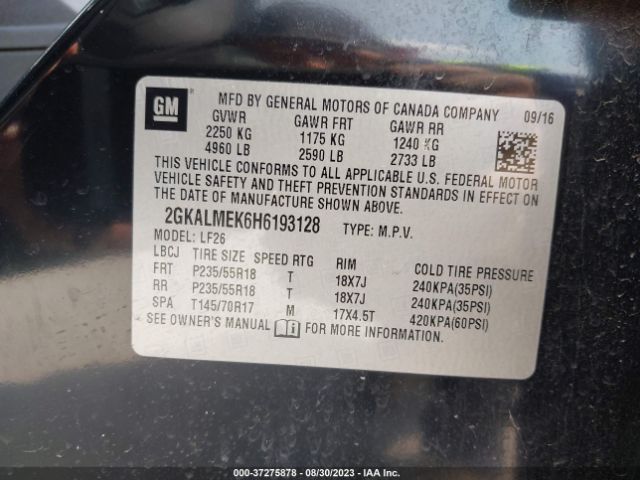 GM
MFD BY GENERAL MOTORS OF CANADA COMPANY 09/16
GVWR GAWR FRT GAWR RR
2250 KG 1175 KG 1240 KG
4960 LB 2590 LB 2733 LB
THIS VEHICLE CONFORMS TO ALL APPLICABLE U.S. FEDERAL MOTOR
VEHICLE SAFETY AND THEFT PREVENTION STANDARDS IN EFFECT ON
THE DATE OF MANUFACTURE SHOWN ABOVE.
2GKALMEK6H6193128 TYPE: M.P.V.
MODEL: LF26
LBCJ TIRE SIZE SPEED RTG RIM COLD TIRE PRESSURE
FRT P235/55R18 T 18X7J 240KPA(35PSI)
RR P235/55R18 T 18X7J 240KPA(35PSI)
SPA T145/70R17 M 17X4.5T 420KPA(60PSI)
SEE OWNER'S MANUAL FOR MORE INFORMATION.
000-37275878 - 08/30/2023 - IAA Inc.